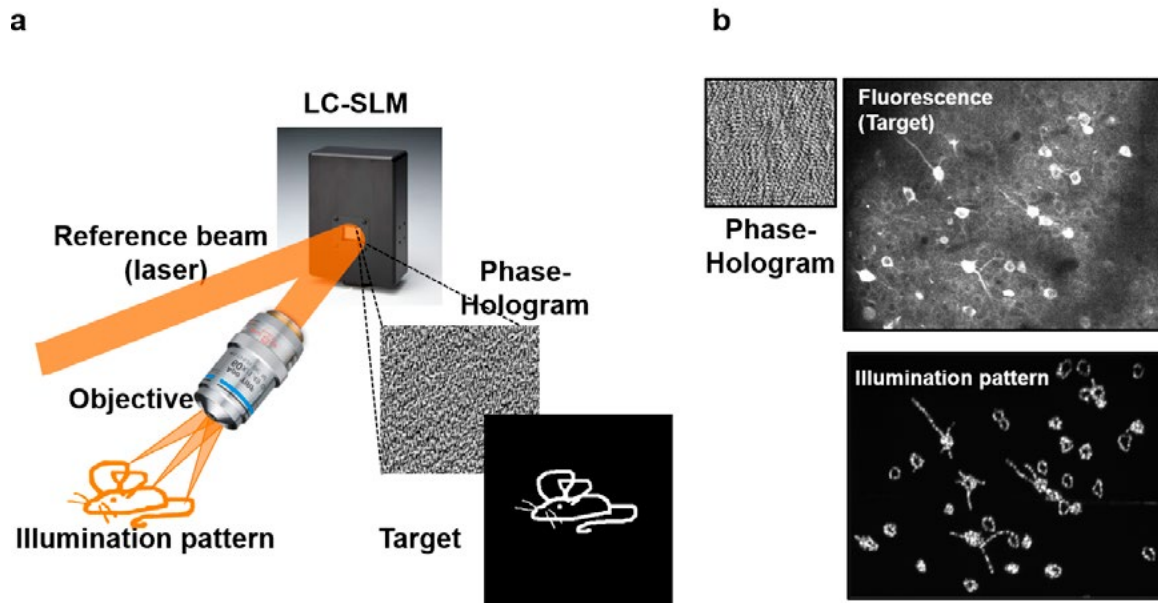 a
LC-SLM
Reference beam
(laser)
Phase-
Hologram
Objective
Illumination pattern
Target
b
Fluorescence
(Target)
Phase-
Hologram
Illumination pattern